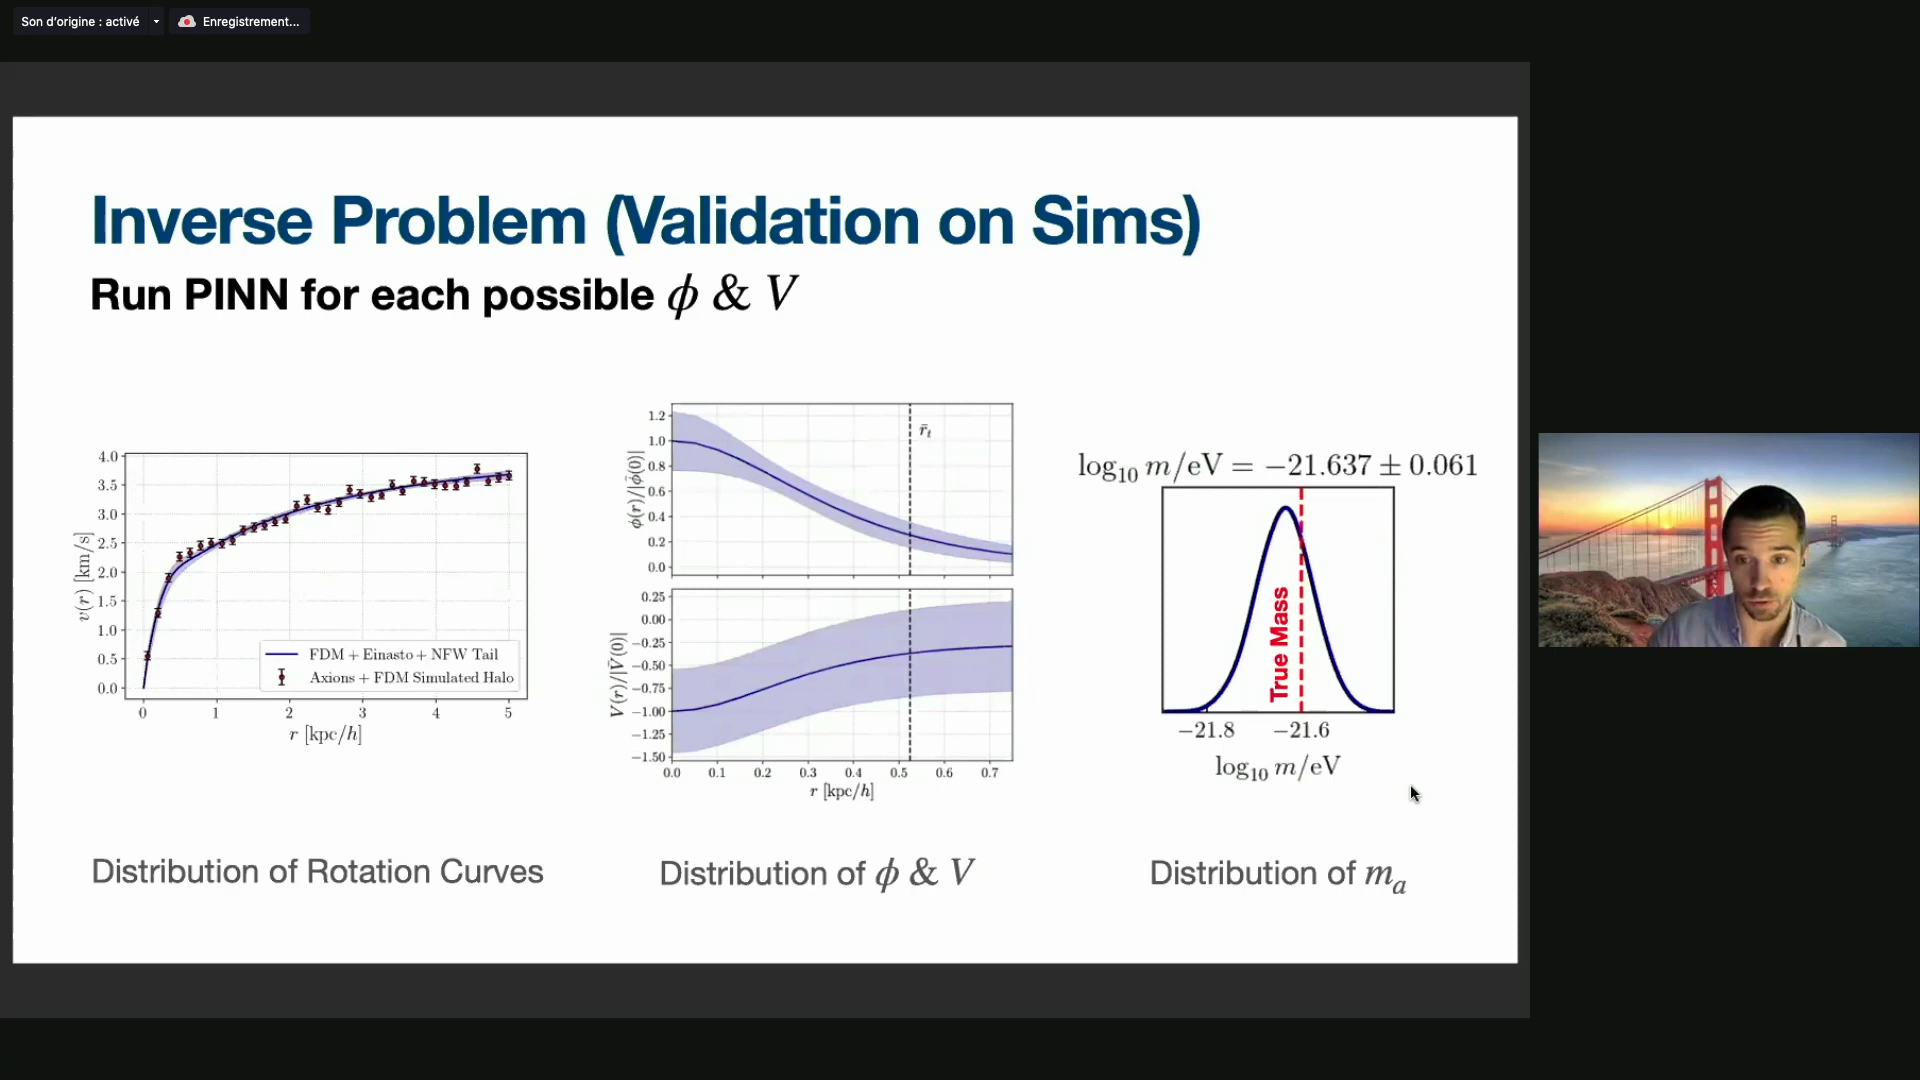 Son d'origine : activé
Enregistrement...
Inverse Problem (Validation on Sims)
Run PINN for each possible ϕ & V
4.0
3.5
3.0
2.5
2.0
1.5
1.0
0.5
0.0
v(r) [km/s]
FDM + Einasto + NFW Tail
Axions + FDM Simulated Halo
0 1 2 3 4 5
r [kpc/h]
1.2
1.0
0.8
0.6
0.4
0.2
0.0
ϕ(r)/|ϕ̄(0)|
r̄ₜ
0.25
0.00
−0.25
−0.50
−0.75
−1.00
−1.25
−1.50
V(r)/|V̄(0)|
0.0 0.1 0.2 0.3 0.4 0.5 0.6 0.7
r [kpc/h]
log₁₀ m/eV = −21.637 ± 0.061
True Mass
−21.8 −21.6
log₁₀ m/eV
Distribution of Rotation Curves
Distribution of ϕ & V
Distribution of mₐ